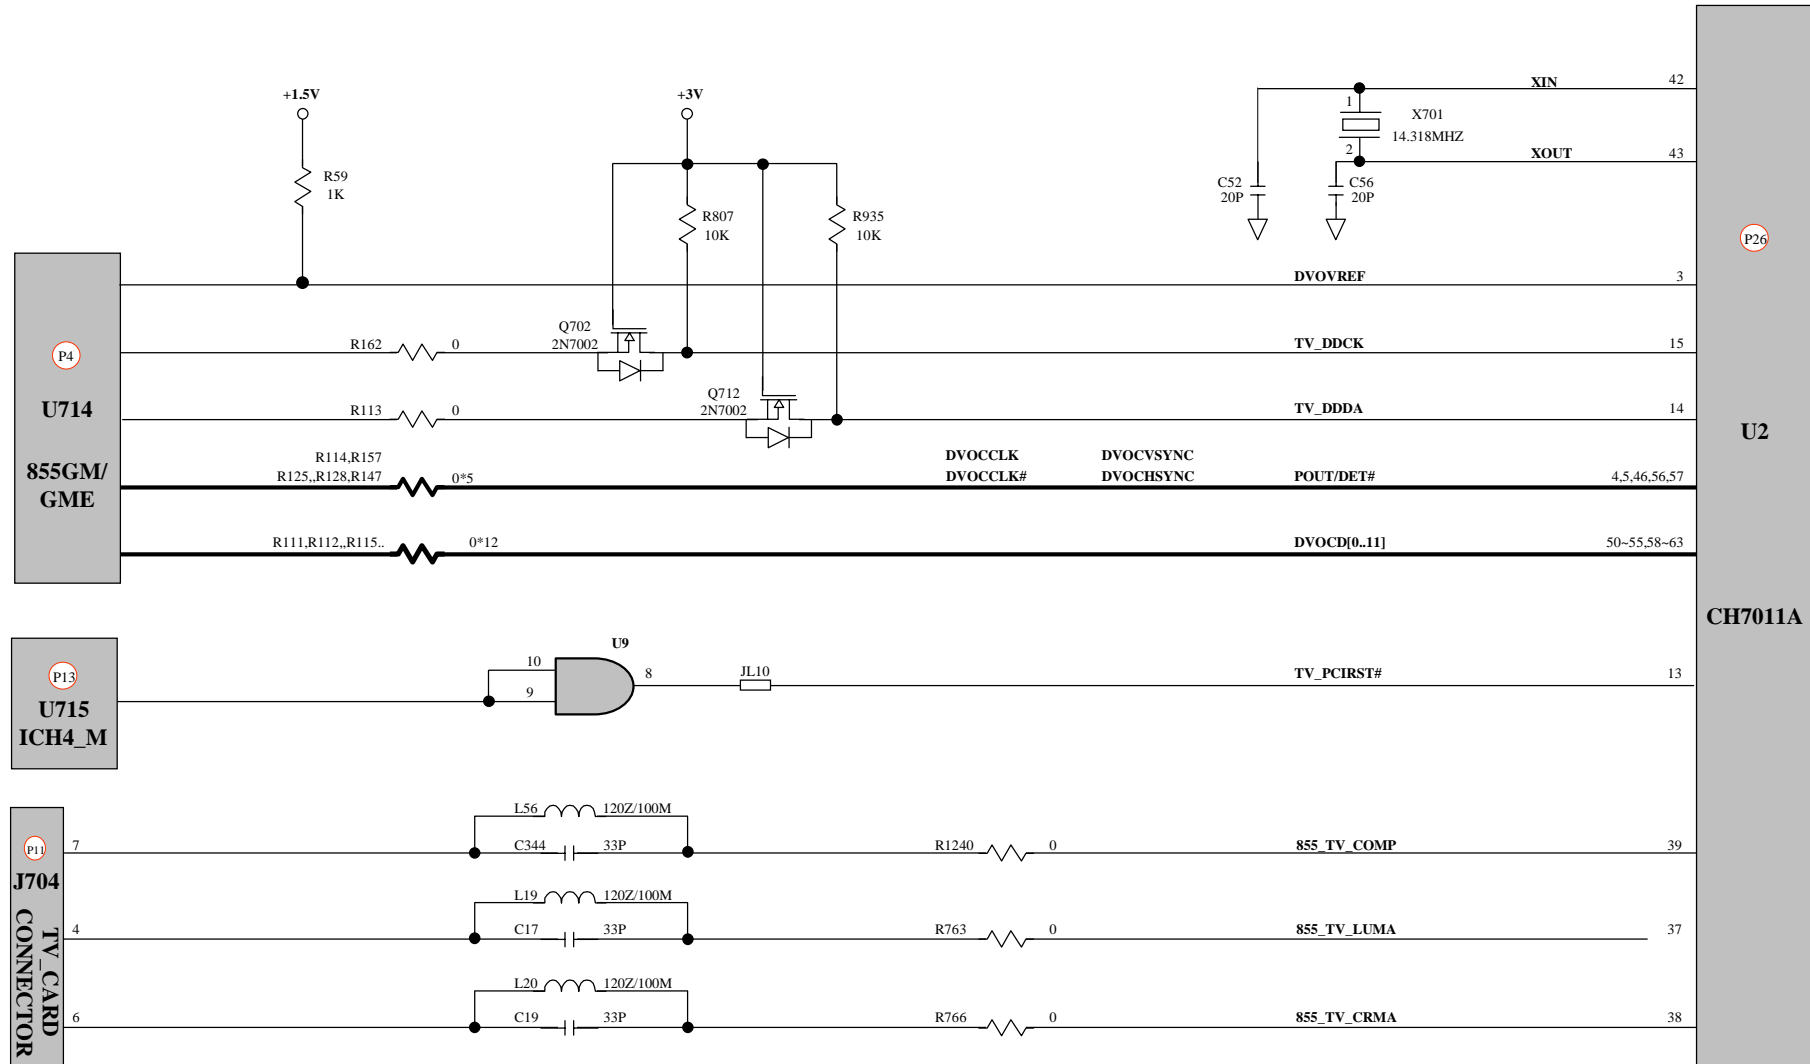 XIN 42
+1.5V +3V
1 X701
14.318MHZ
2
XOUT 43
R59
1K
C52
20P
C56
20P
R807
10K
R935
10K
P26
DVOVREF 3
Q702
2N7002
P4
R162 0 TV_DDCK 15
Q712
2N7002
U714
R113 0 TV_DDDA 14
U2
R114,R157 DVOCCLK DVOCVSYNC
855GM/
GME
R125,,R128,R147 0*5 DVOCCLK# DVOCHSYNC POUT/DET# 4,5,46,56,57
R111,R112,,R115.. 0*12 DVOCD[0..11] 50~55,58~63
CH7011A
U9
P13
10
9
8
JL10 TV_PCIRST# 13
U715
ICH4_M
L56 120Z/100M
P11
7 C344 33P R1240 0 855_TV_COMP 39
J704
TV_CARD
CONNECTOR
L19 120Z/100M
4 C17 33P R763 0 855_TV_LUMA 37
L20 120Z/100M
6 C19 33P R766 0 855_TV_CRMA 38